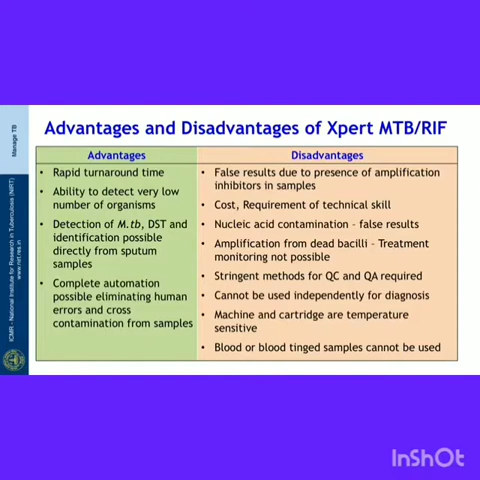 Manage TB
ICMR - National Institute for Research in Tuberculosis (NIRT)
www.nirt.res.in
Advantages and Disadvantages of Xpert MTB/RIF
Advantages
• Rapid turnaround time
• Ability to detect very low
number of organisms
• Detection of M.tb, DST and
identification possible
directly from sputum
samples
• Complete automation
possible eliminating human
errors and cross
contamination from samples
Disadvantages
• False results due to presence of amplification
inhibitors in samples
• Cost, Requirement of technical skill
• Nucleic acid contamination – false results
• Amplification from dead bacilli – Treatment
monitoring not possible
• Stringent methods for QC and QA required
• Cannot be used independently for diagnosis
• Machine and cartridge are temperature
sensitive
• Blood or blood tinged samples cannot be used
InShOt